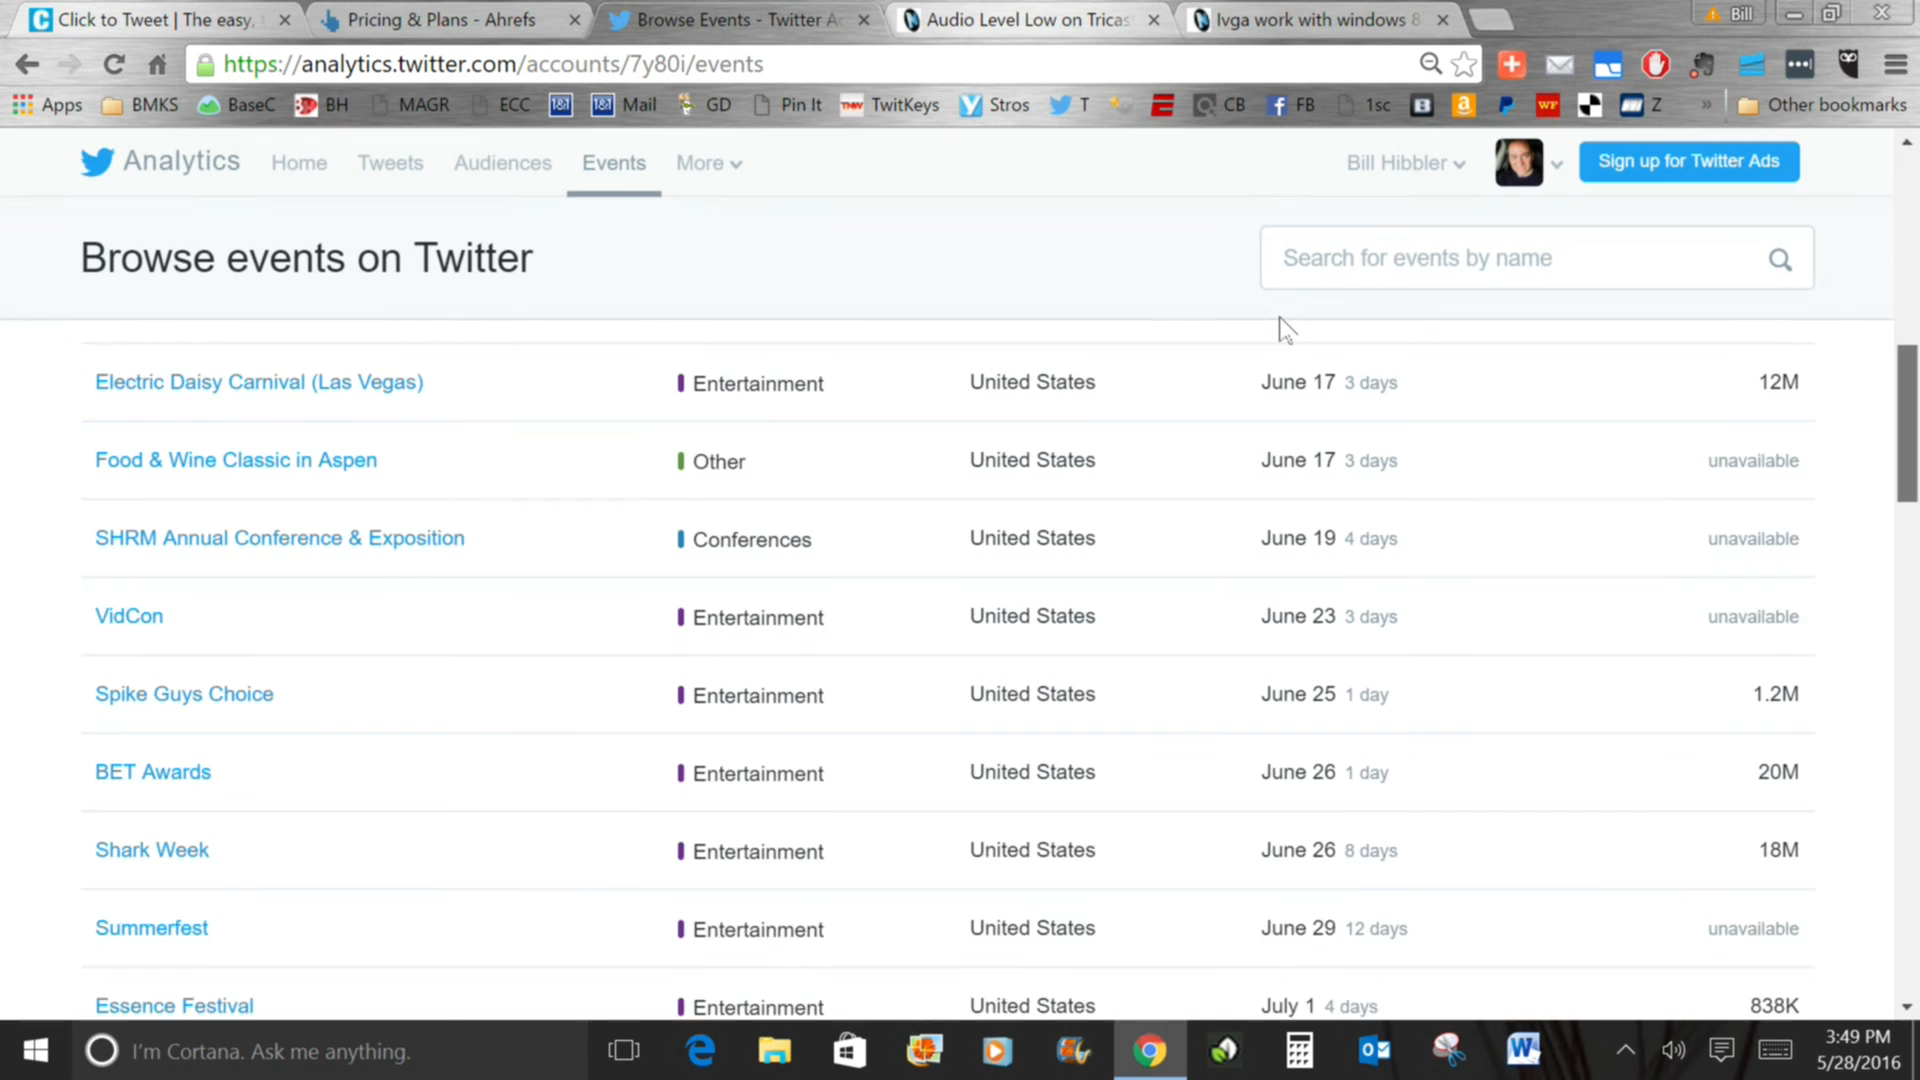 Click to Tweet | The easy,
Pricing & Plans - Ahrefs
Browse Events - Twitter A
Audio Level Low on Tricas
lvga work with windows 8
Bill
https://analytics.twitter.com/accounts/7y80i/events
Apps BMKS BaseC BH MAGR ECC 1&1 1&1 Mail GD Pin It TwitKeys Stros T CB FB 1sc B WP Z » Other bookmarks
Analytics Home Tweets Audiences Events More Bill Hibbler Sign up for Twitter Ads
Browse events on Twitter
Search for events by name
Electric Daisy Carnival (Las Vegas) Entertainment United States June 17 3 days 12M
Food & Wine Classic in Aspen Other United States June 17 3 days unavailable
SHRM Annual Conference & Exposition Conferences United States June 19 4 days unavailable
VidCon Entertainment United States June 23 3 days unavailable
Spike Guys Choice Entertainment United States June 25 1 day 1.2M
BET Awards Entertainment United States June 26 1 day 20M
Shark Week Entertainment United States June 26 8 days 18M
Summerfest Entertainment United States June 29 12 days unavailable
Essence Festival Entertainment United States July 1 4 days 838K
I'm Cortana. Ask me anything.
3:49 PM
5/28/2016